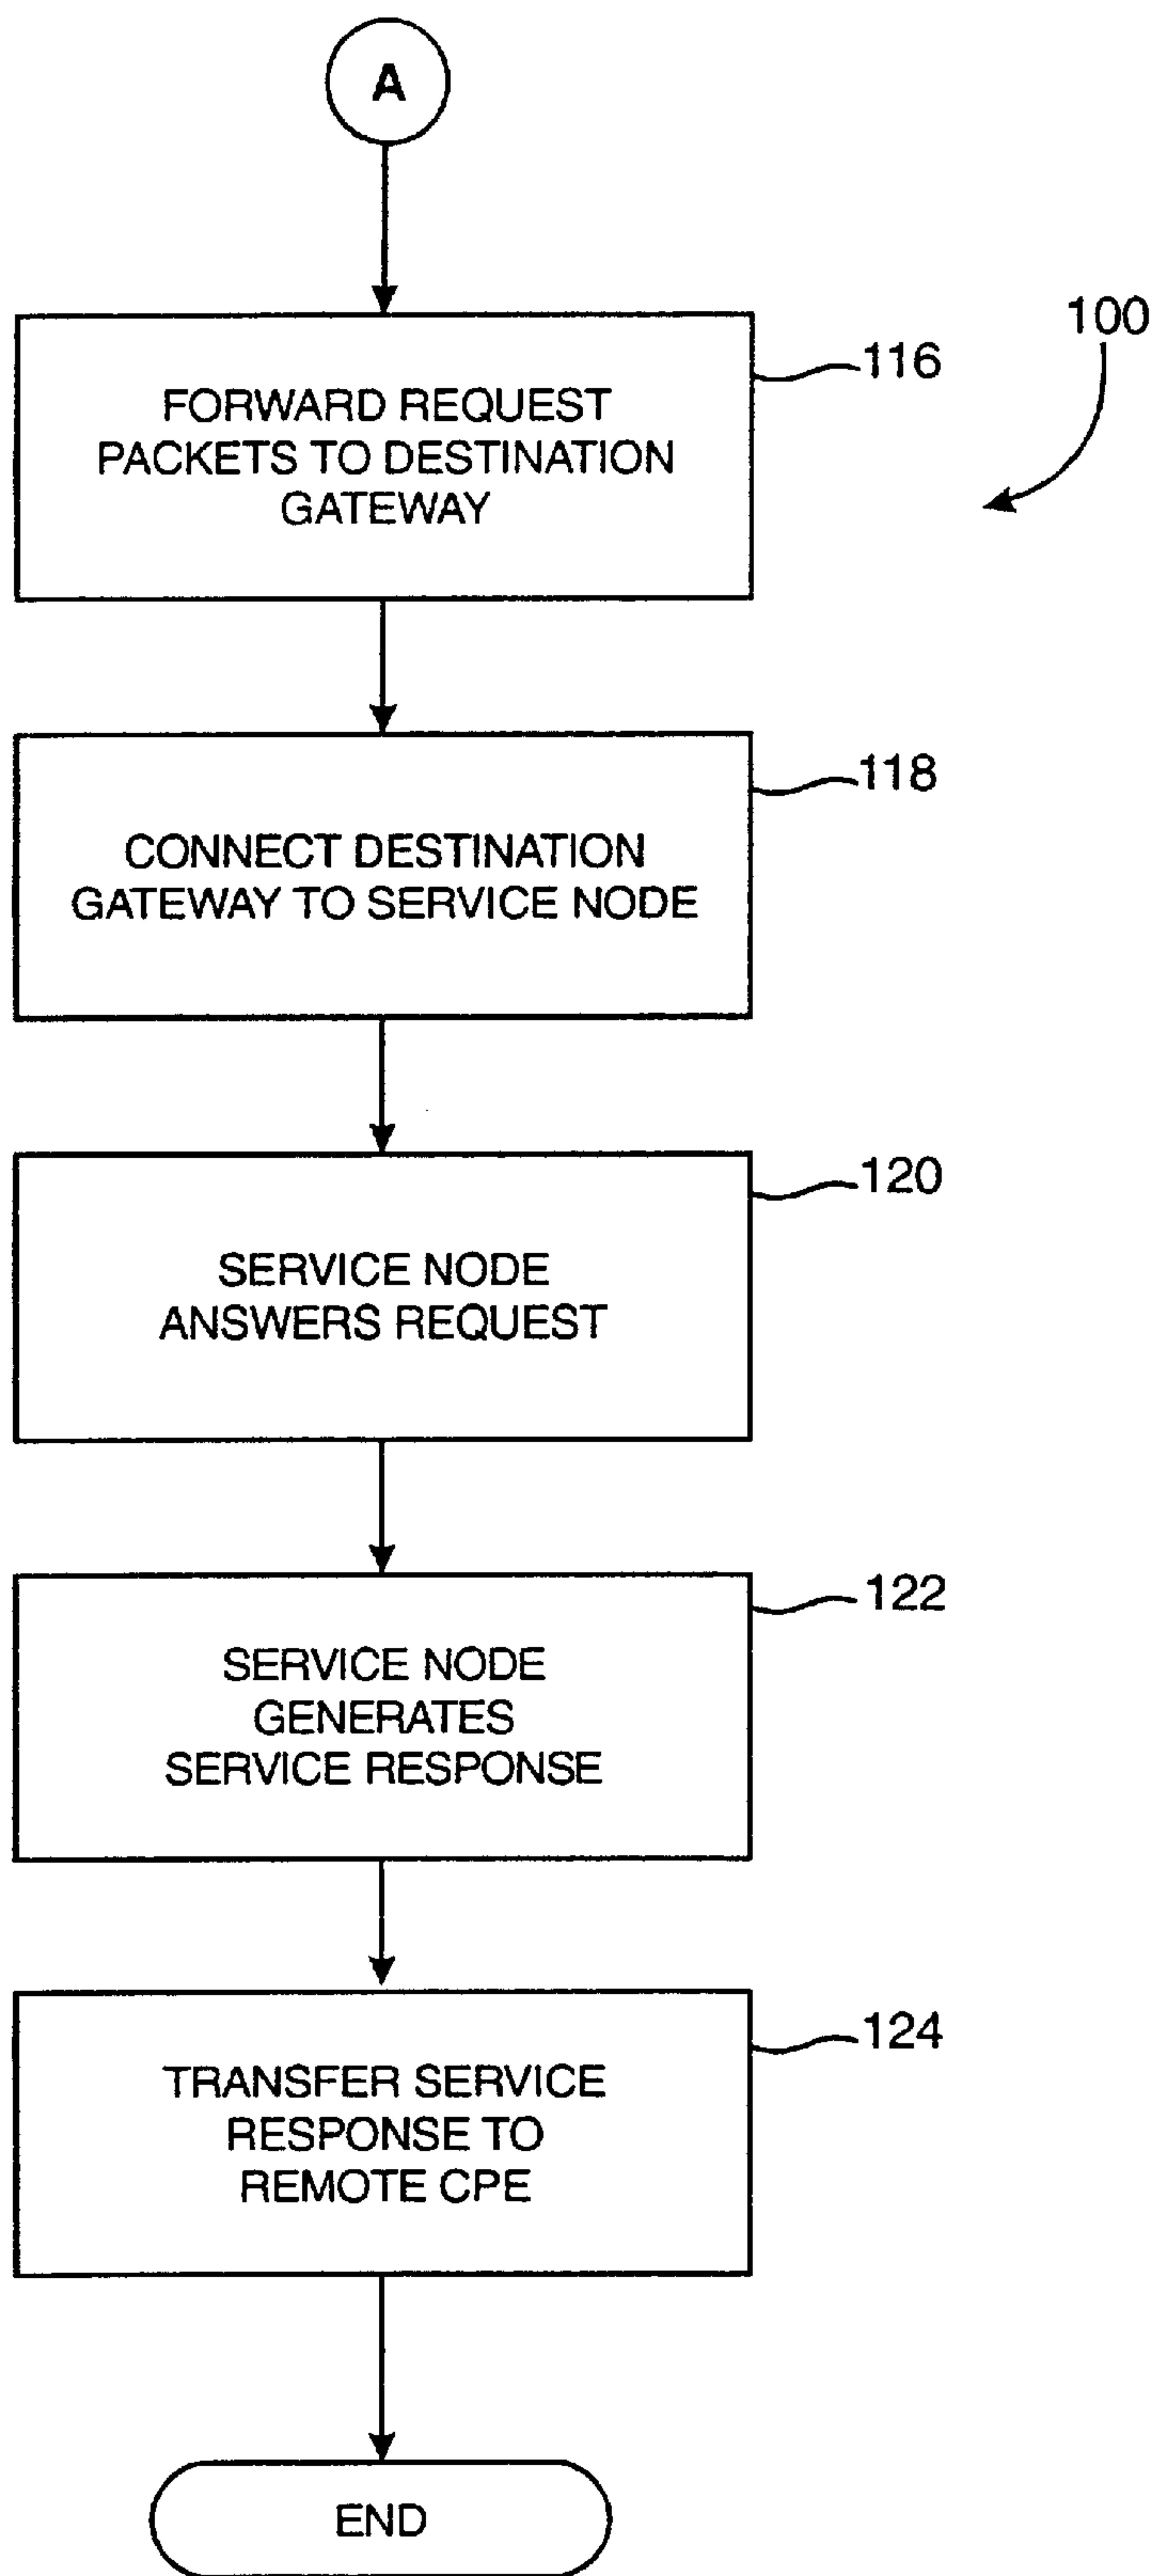 A
100
116
FORWARD REQUEST
PACKETS TO DESTINATION
GATEWAY
118
CONNECT DESTINATION
GATEWAY TO SERVICE NODE
120
SERVICE NODE
ANSWERS REQUEST
122
SERVICE NODE
GENERATES
SERVICE RESPONSE
124
TRANSFER SERVICE
RESPONSE TO
REMOTE CPE
END